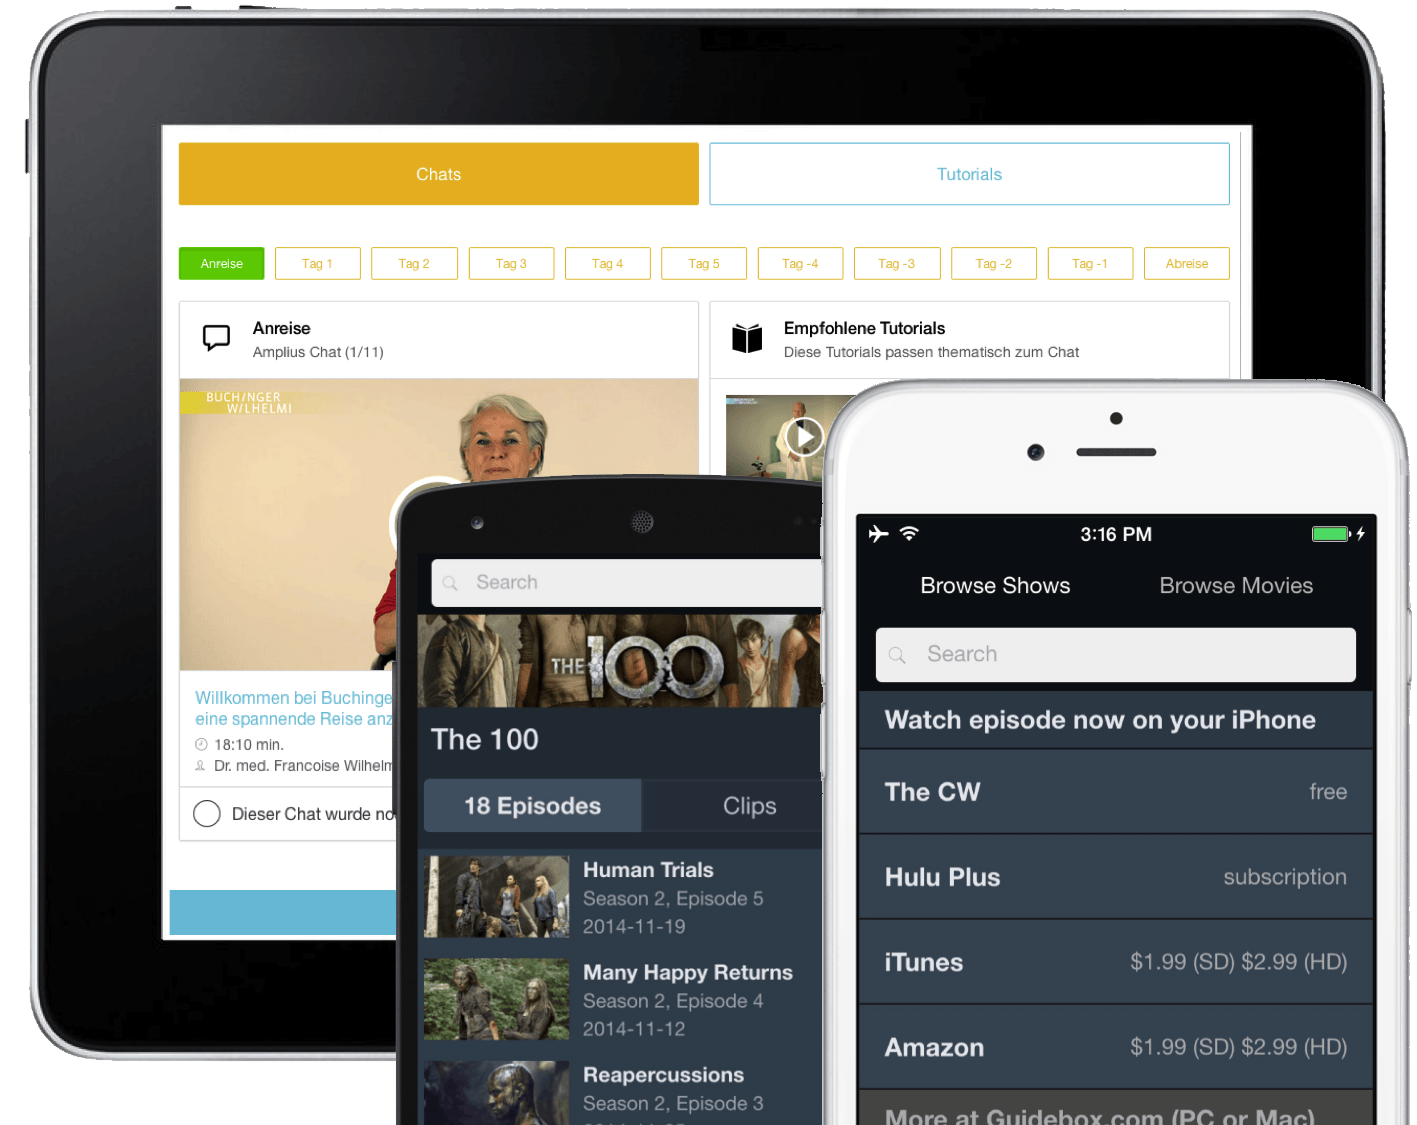 Chats
Tutorials
Anreise
Tag 1
Tag 2
Tag 3
Tag 4
Tag 5
Tag -4
Tag -3
Tag -2
Tag -1
Abreise
Anreise
Amplius Chat (1/11)
Empfohlene Tutorials
Diese Tutorials passen thematisch zum Chat
BUCHINGER
WILHELMI
Willkommen bei Buchinge
eine spannende Reise anz
18:10 min.
Dr. med. Francoise Wilhelm
Dieser Chat wurde no
Search
THE 100
The 100
18 Episodes
Clips
Human Trials
Season 2, Episode 5
2014-11-19
Many Happy Returns
Season 2, Episode 4
2014-11-12
Reapercussions
Season 2, Episode 3
3:16 PM
Browse Shows
Browse Movies
Search
Watch episode now on your iPhone
The CW
free
Hulu Plus
subscription
iTunes
$1.99 (SD) $2.99 (HD)
Amazon
$1.99 (SD) $2.99 (HD)
More at Guidebox.com (PC or Mac)